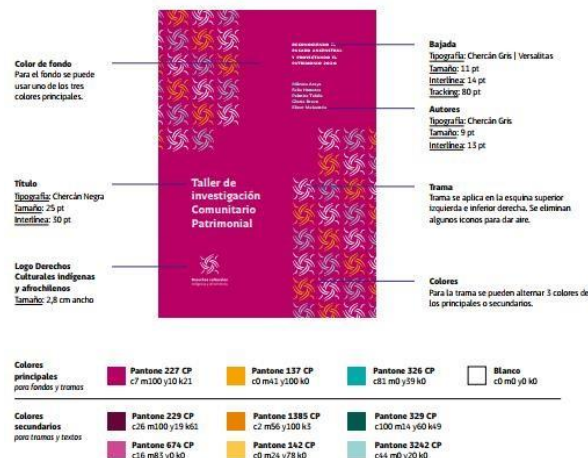 Color de fondo
Para el fondo se puede
usar uno de los tres
colores principales.
Título
Tipografía: Chercán Negra
Tamaño: 25 pt
Interlínea: 30 pt
Logo Derechos
Culturales indígenas
y afrochilenos
Tamaño: 2,8 cm ancho
Taller de
investigación
Comunitario
Patrimonial
Bajada
Tipografía: Chercán Gris | Versalitas
Tamaño: 11 pt
Interlínea: 14 pt
Tracking: 80 pt
Autores
Tipografía: Chercán Gris
Tamaño: 9 pt
Interlínea: 13 pt
Trama
Trama se aplica en la esquina superior
izquierda e inferior derecha. Se eliminan
algunos iconos para dar aire.
Colores
Para la trama se pueden alternar 3 colores de
los principales o secundarios.
Colores
principales
para fondos y tramas
Pantone 227 CP
c7 m100 y10 k21
Pantone 137 CP
c0 m41 y100 k0
Pantone 326 CP
c81 m0 y39 k0
Blanco
c0 m0 y0 k0
Colores
secundarios
para tramas y textos
Pantone 229 CP
c26 m100 y19 k61
Pantone 1385 CP
c2 m56 y100 k3
Pantone 329 CP
c100 m14 y60 k49
Pantone 674 CP
c16 m83 y0 k0
Pantone 142 CP
c0 m24 y78 k0
Pantone 3242 CP
c44 m0 y20 k0